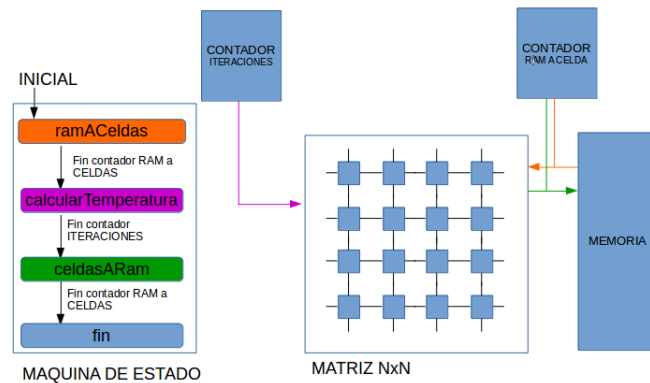 INICIAL
ramACeldas
Fin contador RAM a
CELDAS
calcularTemperatura
Fin contador
ITERACIONES
celdasARam
Fin contador RAM a
CELDAS
fin
MAQUINA DE ESTADO
CONTADOR
ITERACIONES
MATRIZ NxN
CONTADOR
RAM A CELDA
MEMORIA